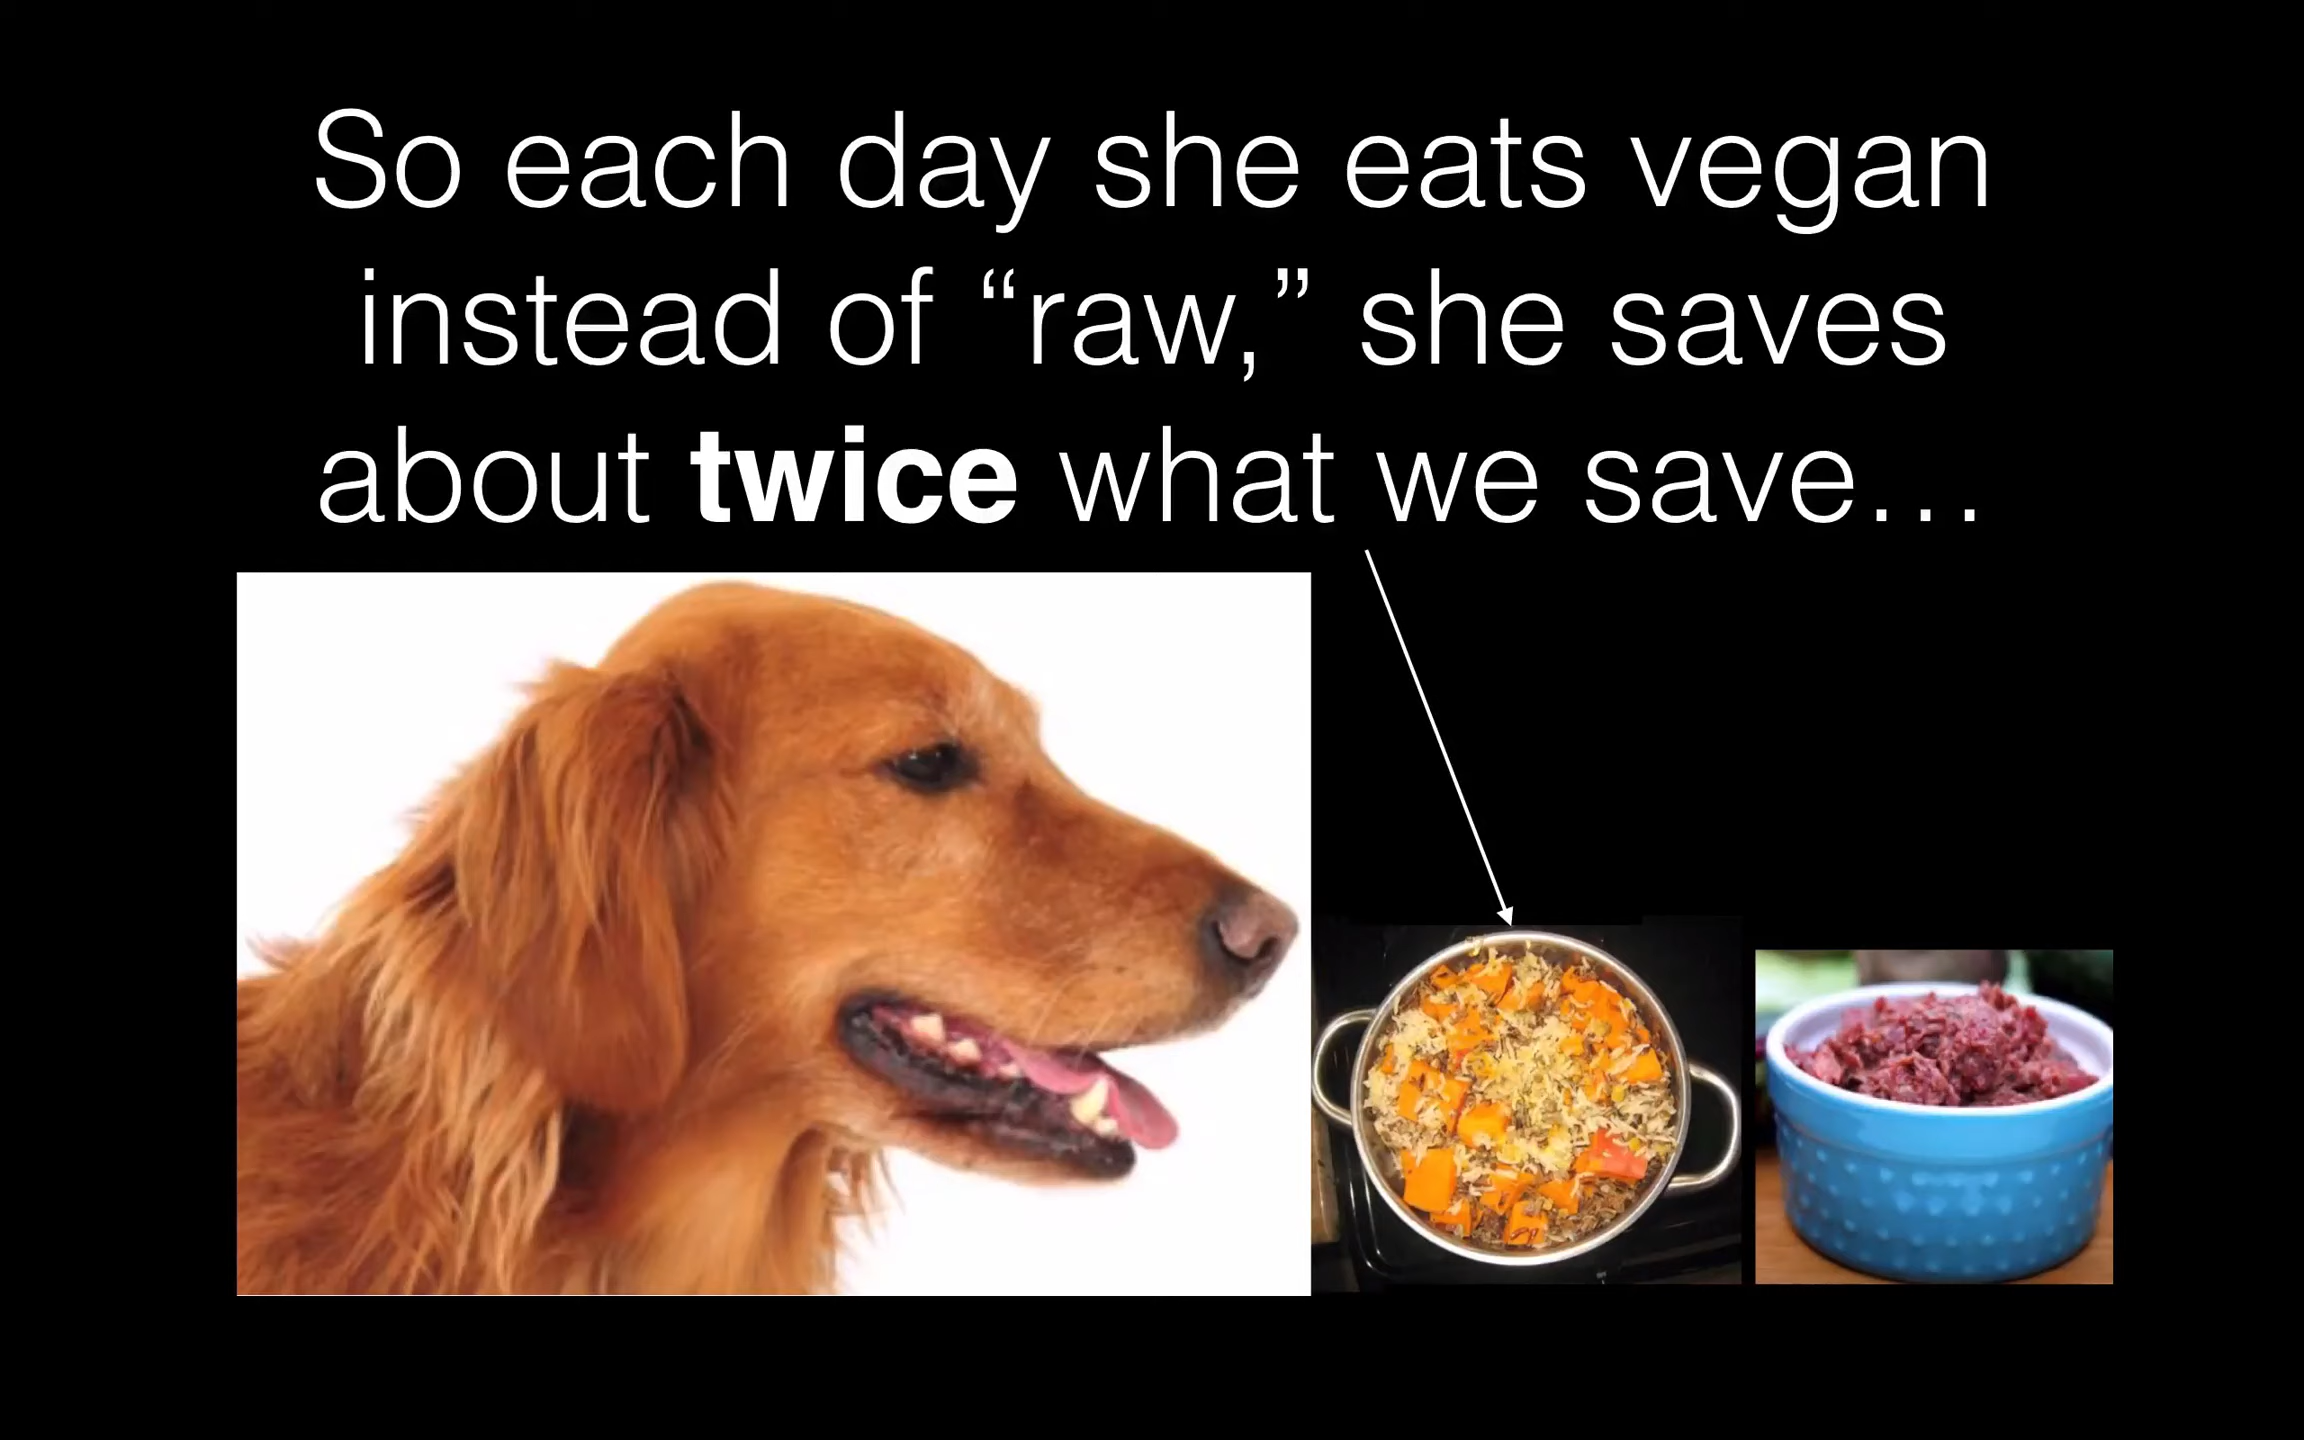 So each day she eats vegan
instead of “raw,” she saves
about twice what we save…